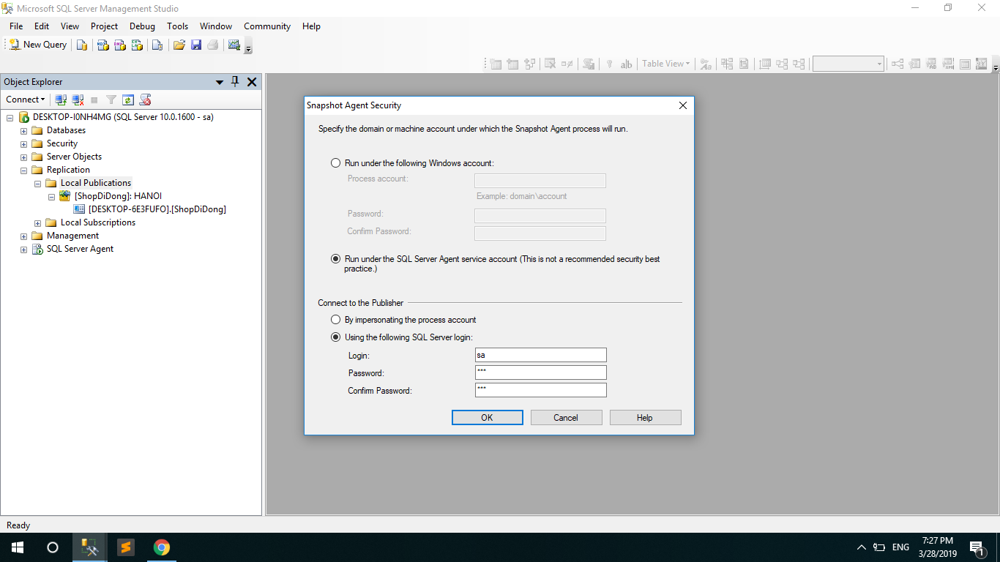 Microsoft SQL Server Management Studio
File Edit View Project Debug Tools Window Community Help
New Query
Table View
Object Explorer
Connect
DESKTOP-I0NH4MG (SQL Server 10.0.1600 - sa)
Databases
Security
Server Objects
Replication
Local Publications
[ShopDiDong]: HANOI
[DESKTOP-6E3FUFO].[ShopDiDong]
Local Subscriptions
Management
SQL Server Agent
Snapshot Agent Security
Specify the domain or machine account under which the Snapshot Agent process will run.
Run under the following Windows account:
Process account:
Example: domain\account
Password:
Confirm Password:
Run under the SQL Server Agent service account (This is not a recommended security best
practice.)
Connect to the Publisher
By impersonating the process account
Using the following SQL Server login:
Login: sa
Password: ***
Confirm Password: ***
OK Cancel Help
Ready
ENG
7:27 PM
3/28/2019
1